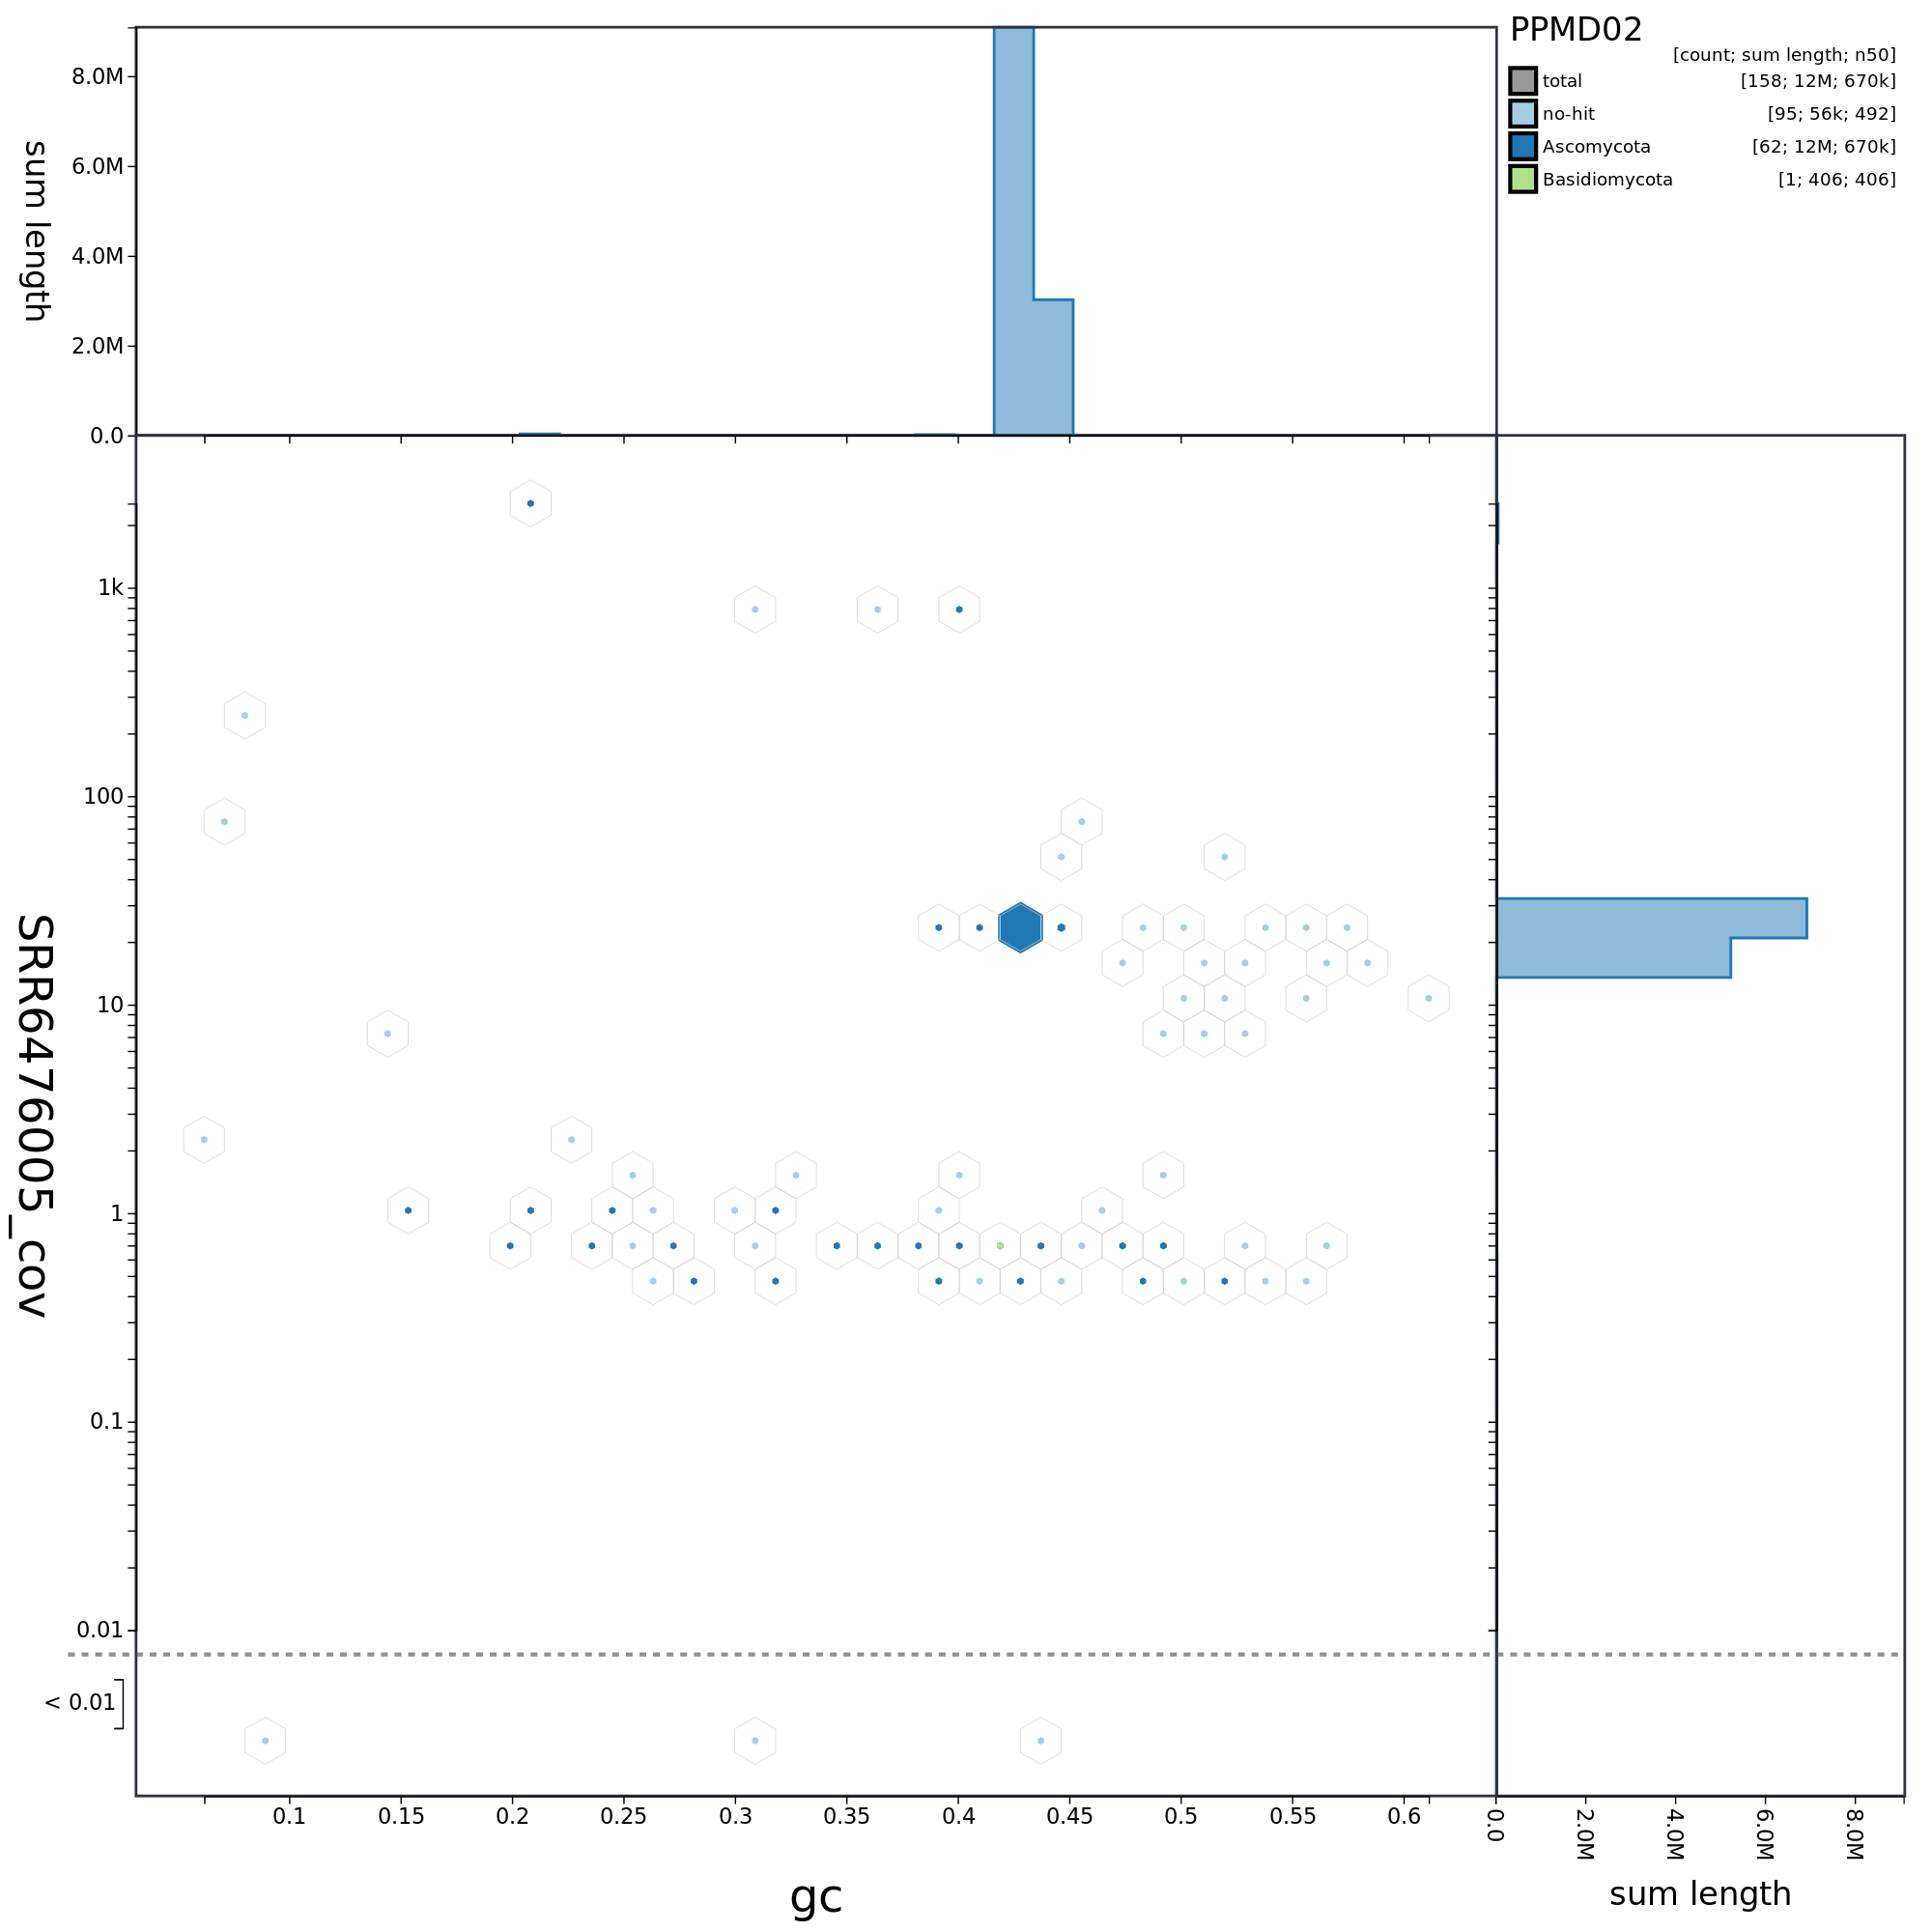 PPMD02
[count; sum length; n50]
total [158; 12M; 670k]
no-hit [95; 56k; 492]
Ascomycota [62; 12M; 670k]
Basidiomycota [1; 406; 406]
sum length
8.0M
6.0M
4.0M
2.0M
0.0
SRR6476005_cov
1k
100
10
1
0.1
0.01
< 0.01
0.1 0.15 0.2 0.25 0.3 0.35 0.4 0.45 0.5 0.55 0.6
gc
0.0 2.0M 4.0M 6.0M 8.0M
sum length